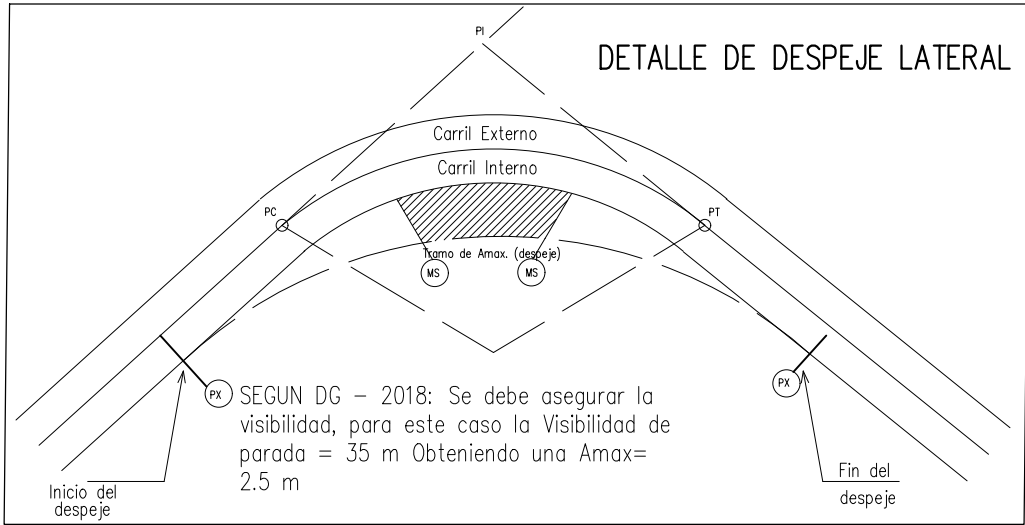 PI
DETALLE DE DESPEJE LATERAL
Carril Externo
Carril Interno
PC
PT
Tramo de Amax. (despeje)
MS
MS
PX
PX
SEGUN DG - 2018: Se debe asegurar la
visibilidad, para este caso la Visibilidad de
parada = 35 m Obteniendo una Amax=
2.5 m
Inicio del
despeje
Fin del
despeje